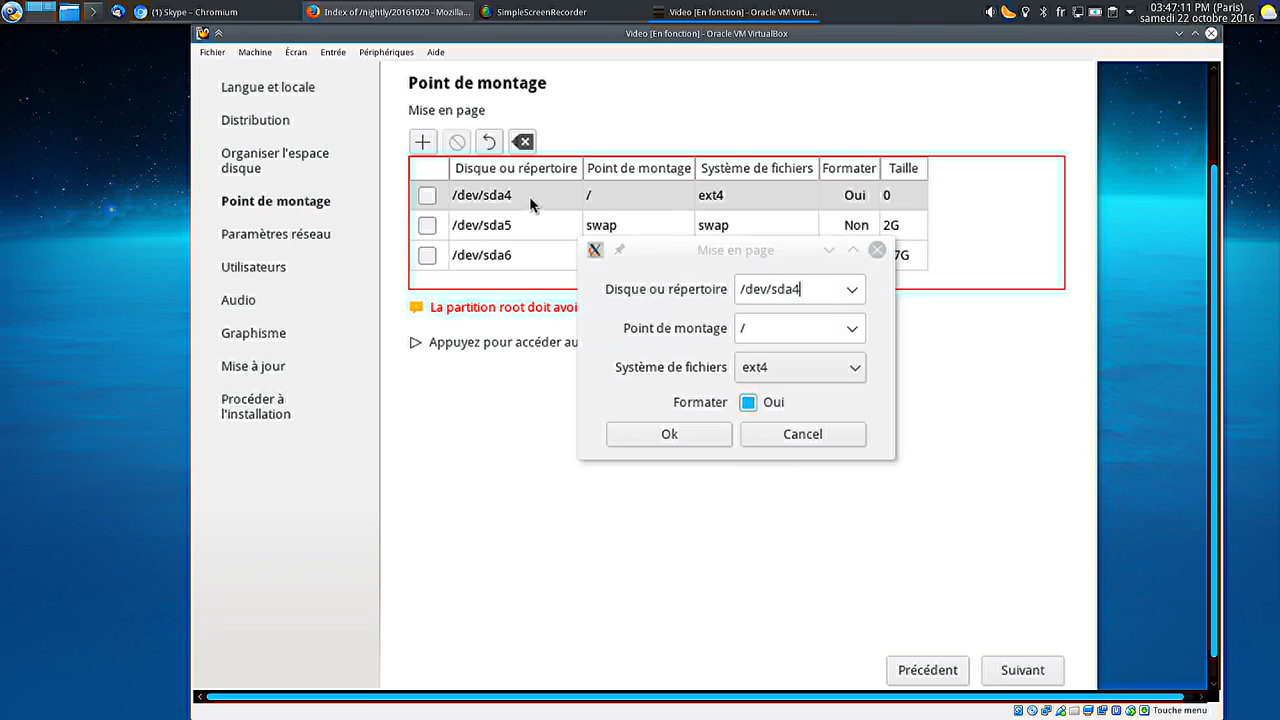 (1) Skype – Chromium
Index of /nightly/20161020 - Mozilla...
SimpleScreenRecorder
Video [En fonction] - Oracle VM Virtu...
fr
03:47:11 PM (Paris)
samedi 22 octobre 2016
Video [En fonction] - Oracle VM VirtualBox
Fichier Machine Écran Entrée Périphériques Aide
Langue et locale
Distribution
Organiser l'espace
disque
Point de montage
Paramètres réseau
Utilisateurs
Audio
Graphisme
Mise à jour
Procéder à
l'installation
Point de montage
Mise en page
Disque ou répertoire Point de montage Système de fichiers Formater Taille
/dev/sda4 / ext4 Oui 0
/dev/sda5 swap swap Non 2G
/dev/sda6 7G
La partition root doit avoi
Appuyez pour accéder au
Mise en page
Disque ou répertoire /dev/sda4
Point de montage /
Système de fichiers ext4
Formater Oui
Ok Cancel
Précédent Suivant
Touche menu